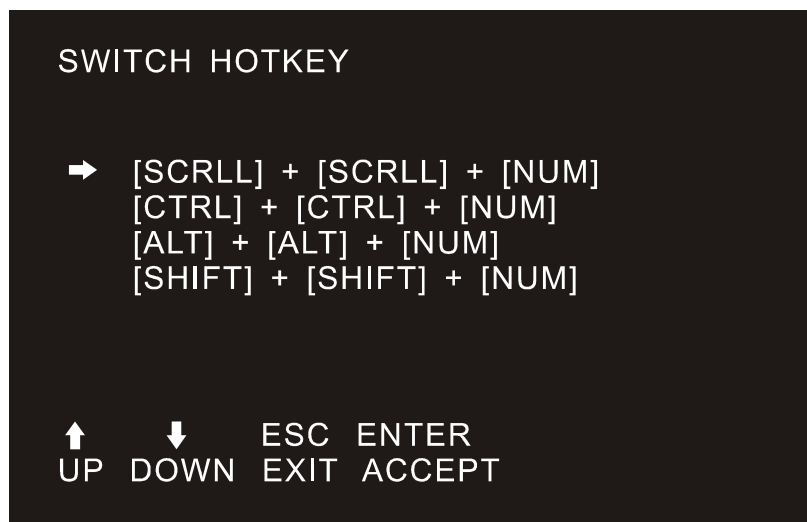 SWITCH HOTKEY
[SCRLL] + [SCRLL] + [NUM]
[CTRL] + [CTRL] + [NUM]
[ALT] + [ALT] + [NUM]
[SHIFT] + [SHIFT] + [NUM]
ESC ENTER
UP DOWN EXIT ACCEPT